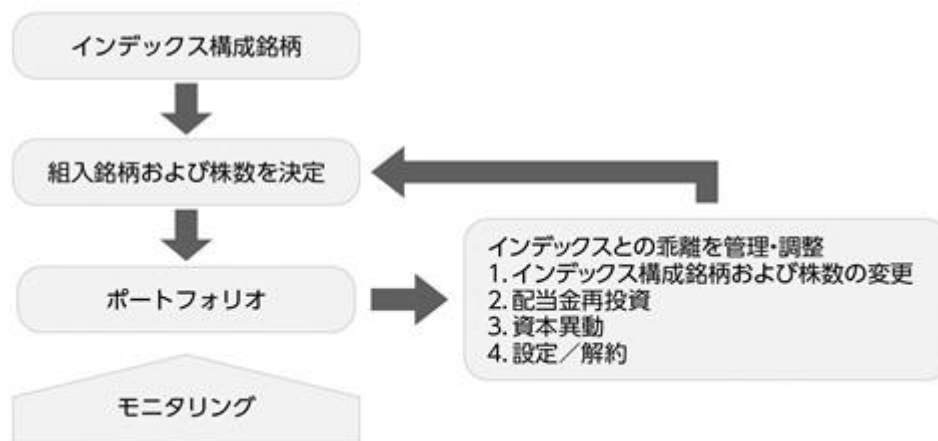 インデックス構成銘柄
組入銘柄および株数を決定
ポートフォリオ
インデックスとの乖離を管理・調整
1. インデックス構成銘柄および株数の変更
2. 配当金再投資
3. 資本異動
4. 設定／解約
モニタリング